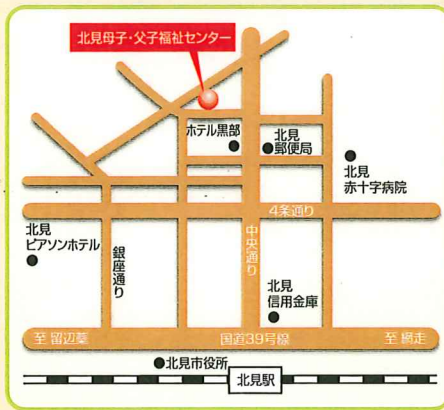 北見母子・父子福祉センター
ホテル黒部
北見
郵便局
北見
赤十字病院
4条通り
北見
ピアソンホテル
銀座通り
中央通り
北見
信用金庫
至 留辺蘂
国道39号線
至 網走
北見市役所
北見駅